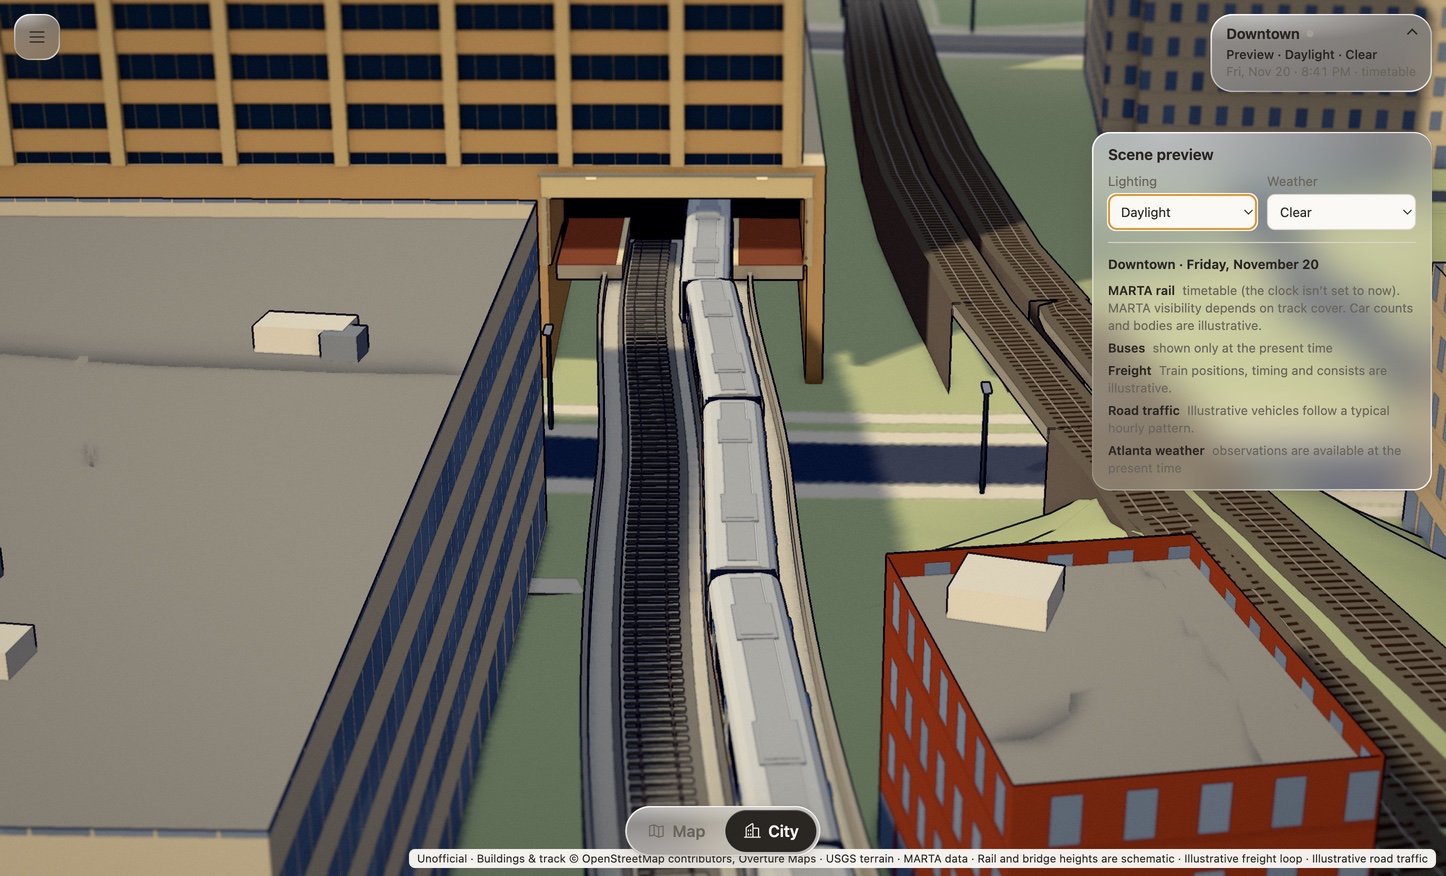 Downtown
Preview · Daylight · Clear
Fri, Nov 20 · 8:41 PM · timetable
Scene preview
Lighting
Weather
Daylight
Clear
Downtown · Friday, November 20
MARTA rail timetable (the clock isn't set to now).
MARTA visibility depends on track cover. Car counts
and bodies are illustrative.
Buses shown only at the present time
Freight Train positions, timing and consists are
illustrative.
Road traffic Illustrative vehicles follow a typical
hourly pattern.
Atlanta weather observations are available at the
present time
Map
City
Unofficial · Buildings & track © OpenStreetMap contributors, Overture Maps · USGS terrain · MARTA data · Rail and bridge heights are schematic · Illustrative freight loop · Illustrative road traffic